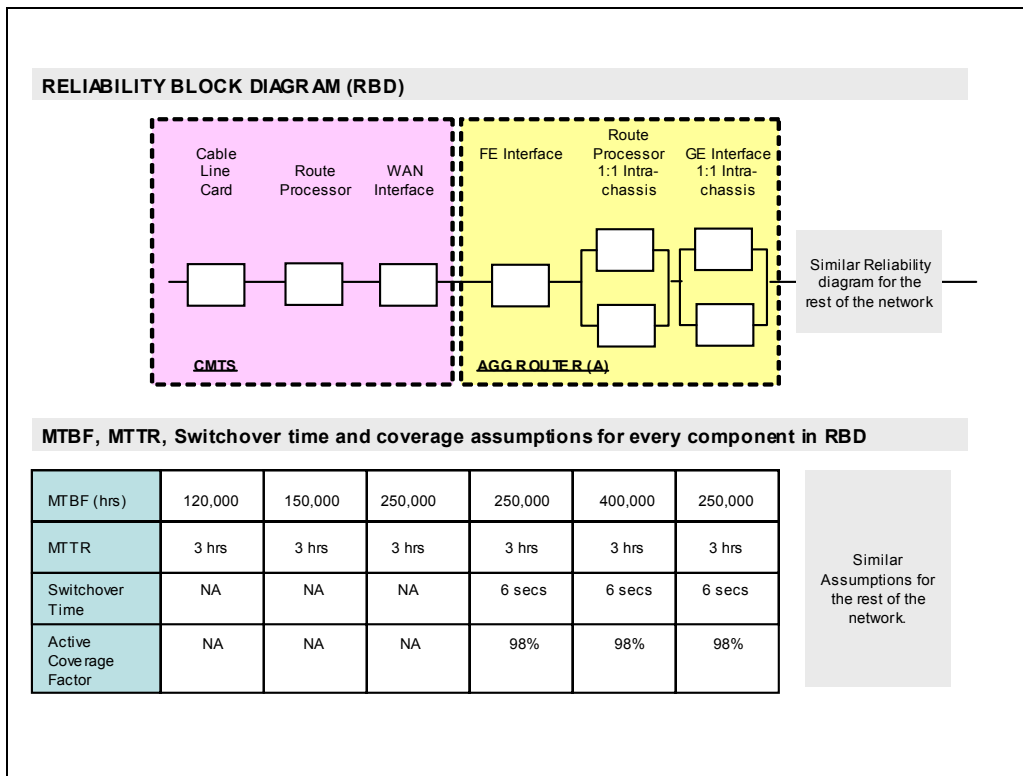 RELIABILITY BLOCK DIAGRAM (RBD)
Cable
Line
Card
Route
Processor
WAN
Interface
FE Interface
Route
Processor
1:1 Intra-
chassis
GE Interface
1:1 Intra-
chassis
Similar Reliability
diagram for the
rest of the network
CMTS
AGG ROUTER (A)
MTBF, MTTR, Switchover time and coverage assumptions for every component in RBD
MTBF (hrs) 120,000 150,000 250,000 250,000 400,000 250,000
MTTR 3 hrs 3 hrs 3 hrs 3 hrs 3 hrs 3 hrs
Switchover
Time
NA NA NA 6 secs 6 secs 6 secs
Active
Coverage
Factor
NA NA NA 98% 98% 98%
Similar
Assumptions for
the rest of the
network.